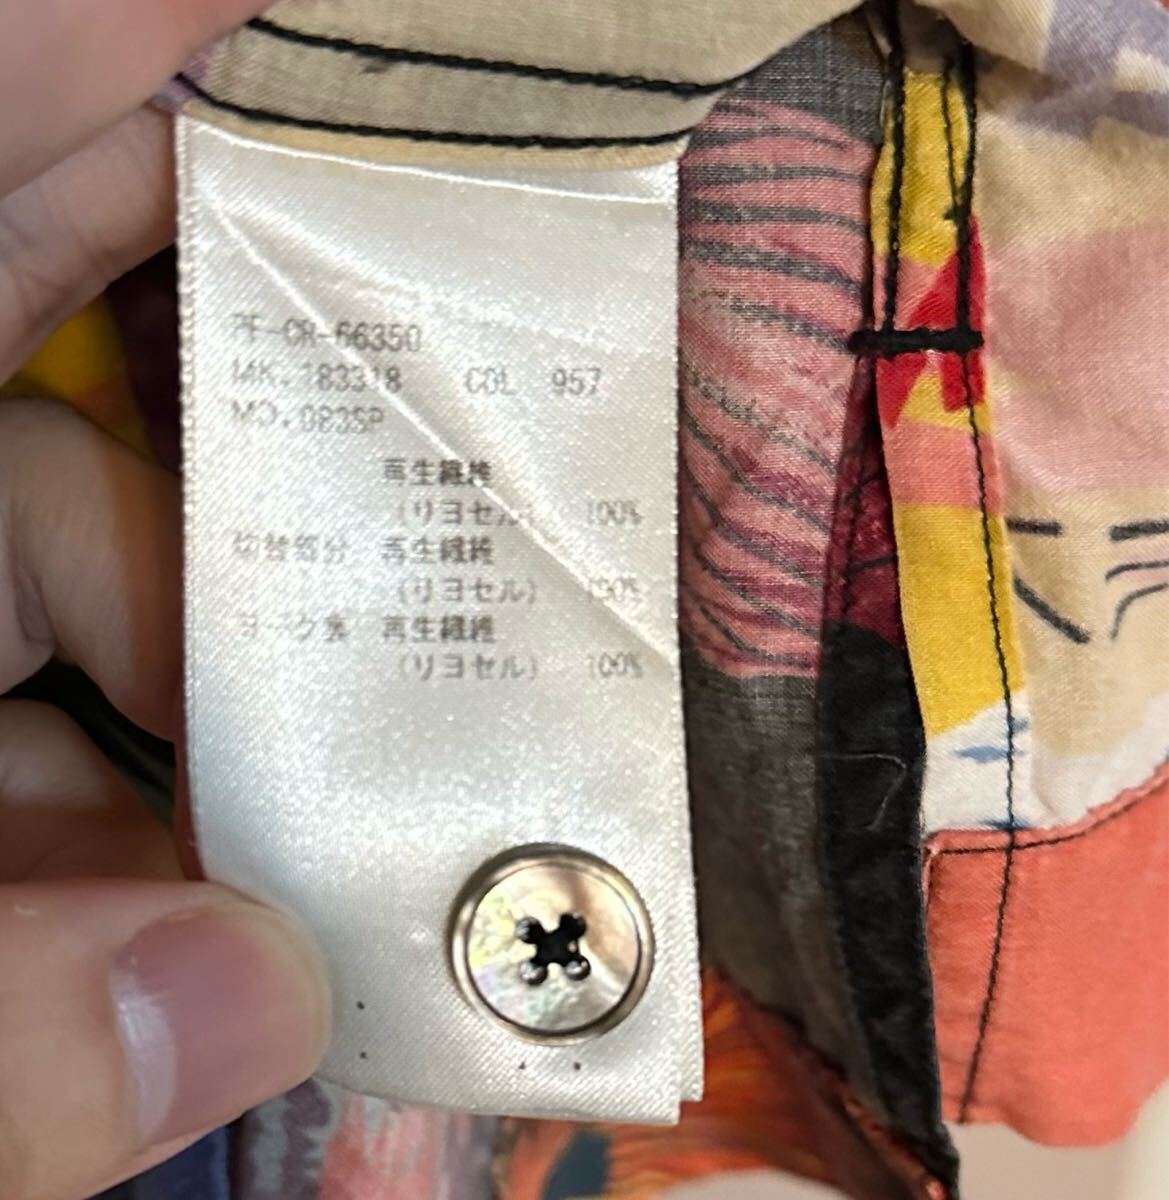 PF-CR-66350
MK.183318 COL 957
MO.083SP
再生繊維
(リヨセル) 100%
切替部分 再生繊維
(リヨセル) 100%
ヨーク裏 再生繊維
(リヨセル) 100%